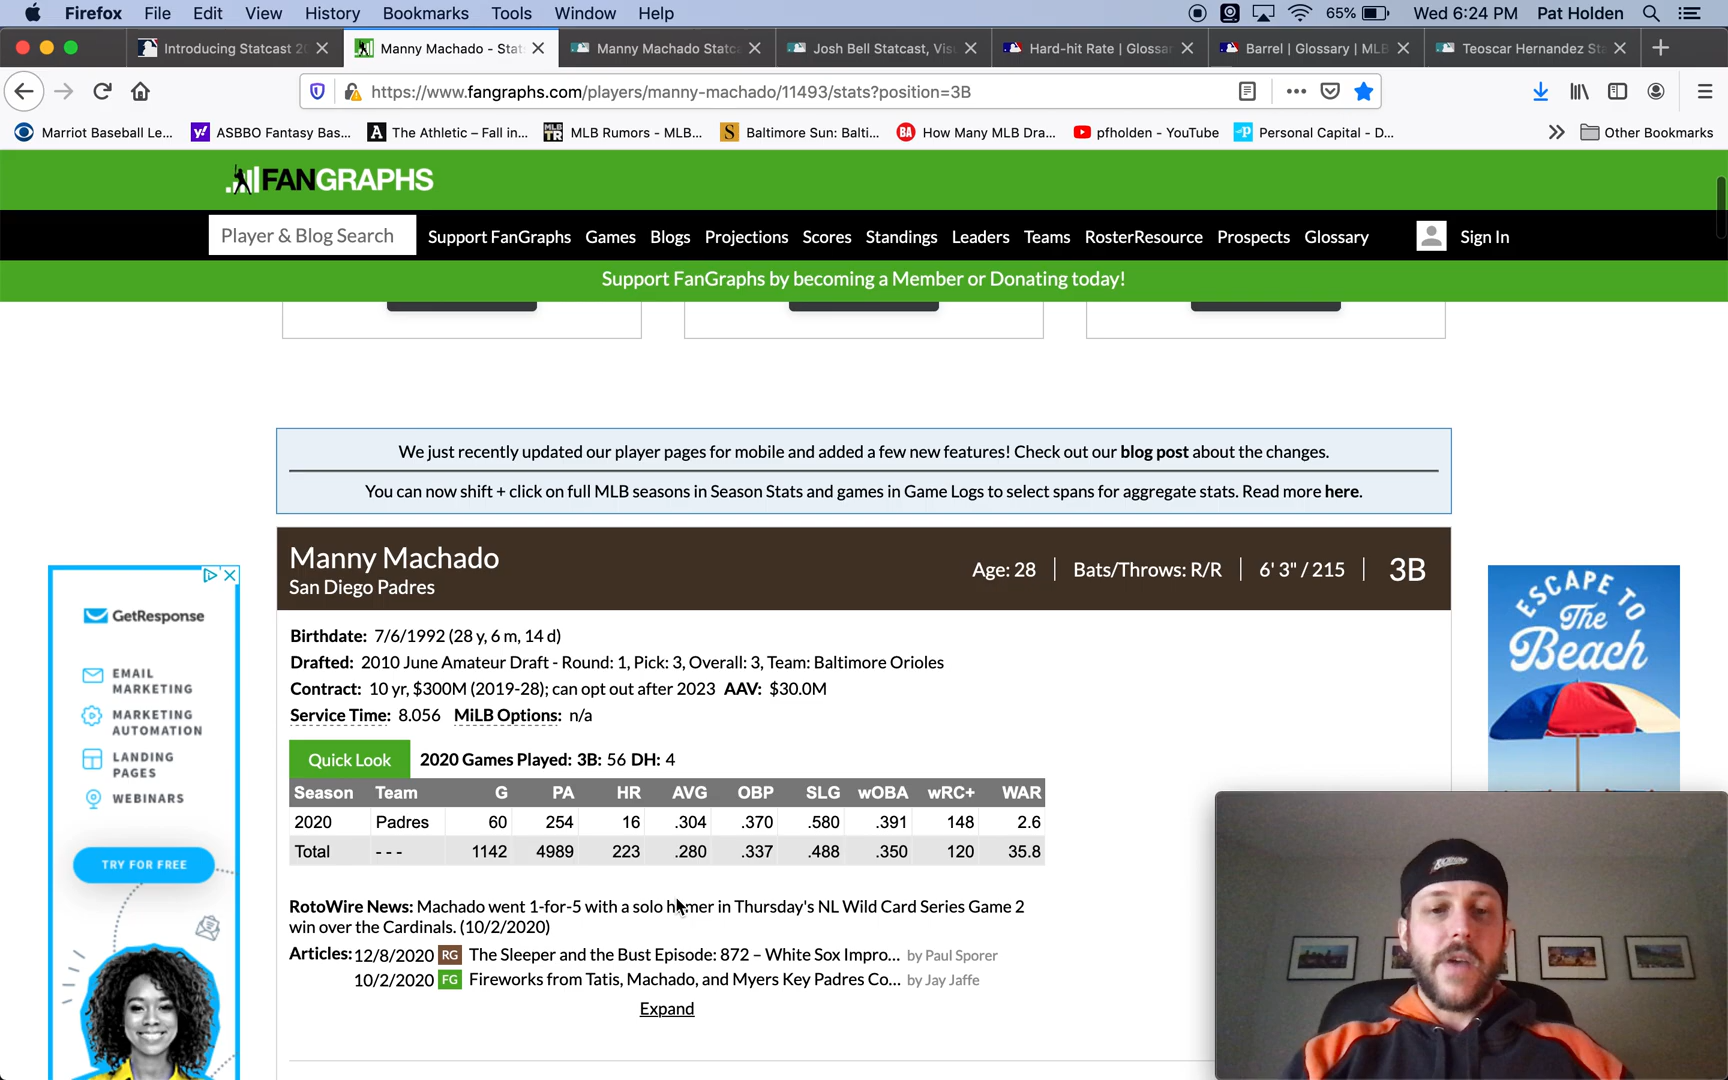 Firefox File Edit View History Bookmarks Tools Window Help 65% Wed 6:24 PM Pat Holden
Introducing Statcast 20 Manny Machado - Stats Manny Machado Statca Josh Bell Statcast, Visu Hard-hit Rate | Glossar Barrel | Glossary | MLB Teoscar Hernandez Sta
https://www.fangraphs.com/players/manny-machado/11493/stats?position=3B
Marriot Baseball Le... ASBBO Fantasy Bas... The Athletic – Fall in... MLB Rumors - MLB... Baltimore Sun: Balti... How Many MLB Dra... pfholden - YouTube Personal Capital - D... Other Bookmarks
FANGRAPHS
Player & Blog Search Support FanGraphs Games Blogs Projections Scores Standings Leaders Teams RosterResource Prospects Glossary Sign In
Support FanGraphs by becoming a Member or Donating today!
We just recently updated our player pages for mobile and added a few new features! Check out our blog post about the changes.
You can now shift + click on full MLB seasons in Season Stats and games in Game Logs to select spans for aggregate stats. Read more here.
Manny Machado
San Diego Padres
Age: 28 Bats/Throws: R/R 6' 3" / 215 3B
Birthdate: 7/6/1992 (28 y, 6 m, 14 d)
Drafted: 2010 June Amateur Draft - Round: 1, Pick: 3, Overall: 3, Team: Baltimore Orioles
Contract: 10 yr, $300M (2019-28); can opt out after 2023 AAV: $30.0M
Service Time: 8.056 MiLB Options: n/a
Quick Look 2020 Games Played: 3B: 56 DH: 4
Season Team G PA HR AVG OBP SLG wOBA wRC+ WAR
2020 Padres 60 254 16 .304 .370 .580 .391 148 2.6
Total - - - 1142 4989 223 .280 .337 .488 .350 120 35.8
RotoWire News: Machado went 1-for-5 with a solo homer in Thursday's NL Wild Card Series Game 2
win over the Cardinals. (10/2/2020)
Articles: 12/8/2020 RG The Sleeper and the Bust Episode: 872 – White Sox Impro... by Paul Sporer
10/2/2020 FG Fireworks from Tatis, Machado, and Myers Key Padres Co... by Jay Jaffe
Expand
GetResponse
EMAIL
MARKETING
MARKETING
AUTOMATION
LANDING
PAGES
WEBINARS
TRY FOR FREE
ESCAPE TO
The
Beach